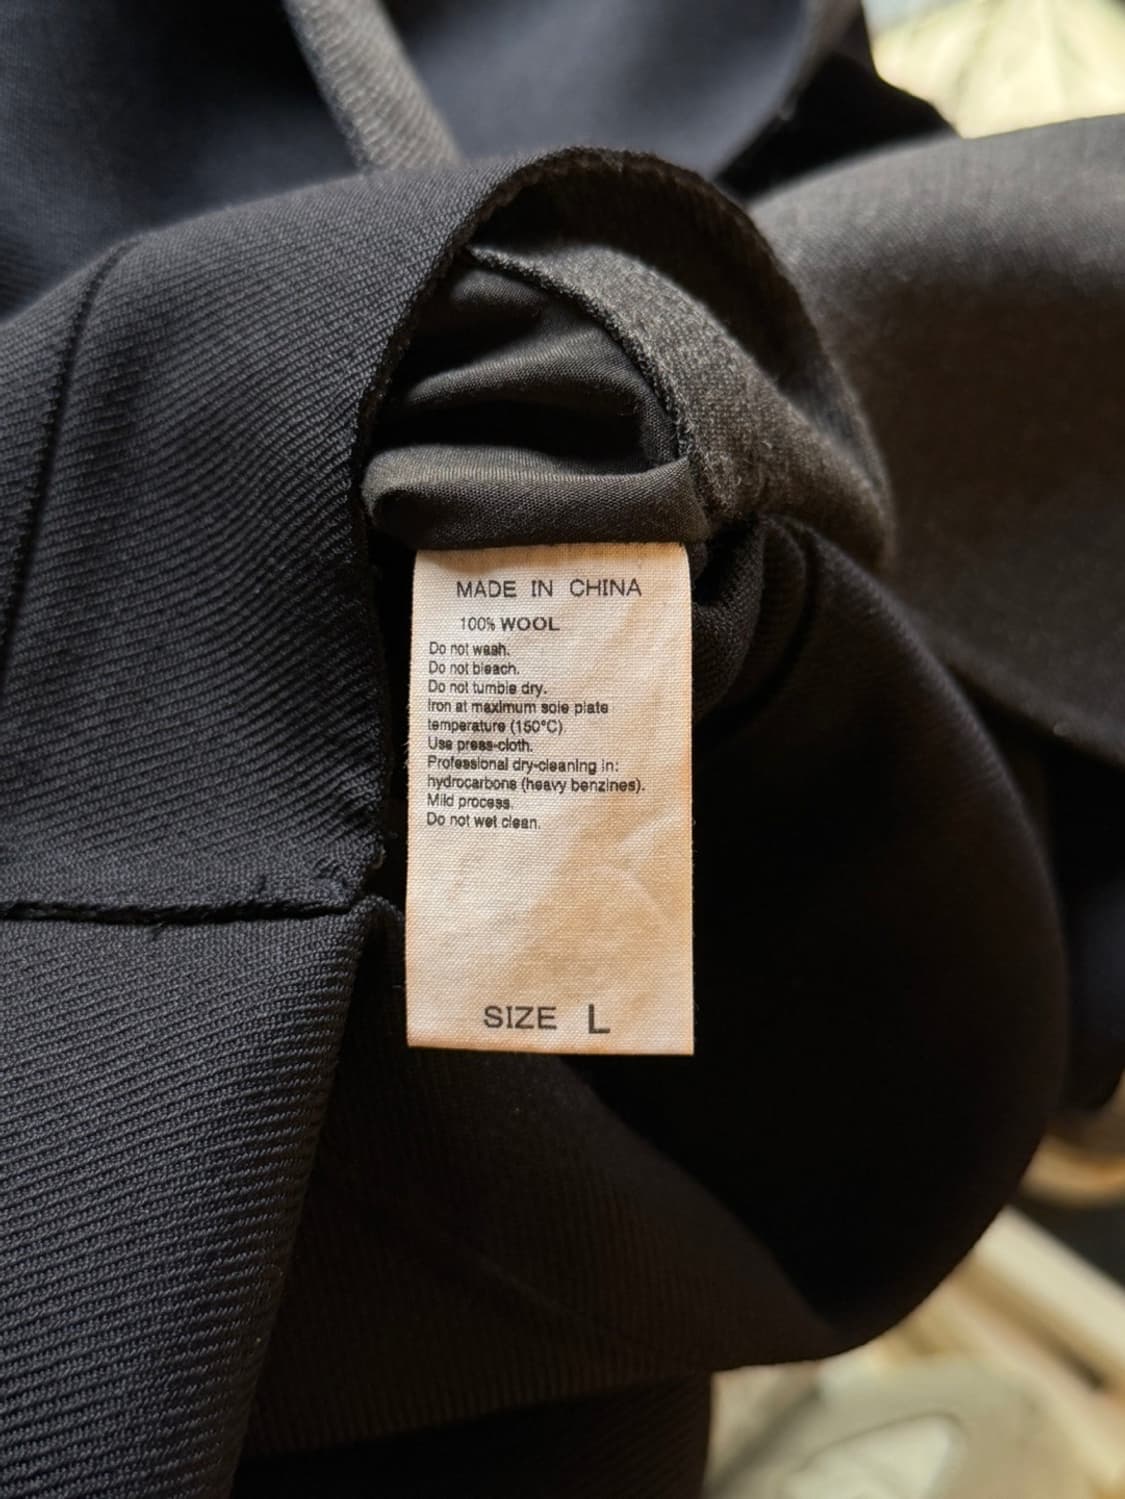 MADE IN CHINA
100% WOOL
Do not wash.
Do not bleach.
Do not tumble dry.
Iron at maximum sole plate
temperature (150°C)
Use press-cloth.
Professional dry-cleaning in:
hydrocarbons (heavy benzines).
Mild process.
Do not wet clean.
SIZE L